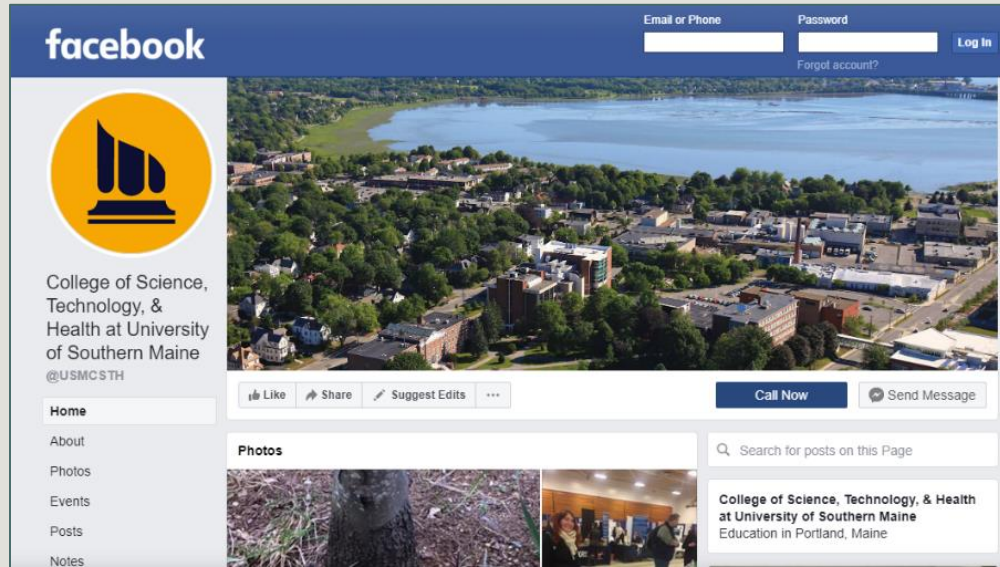 facebook
Email or Phone
Password
Log In
Forgot account?
College of Science,
Technology, &
Health at University
of Southern Maine
@USMCSTH
Home
About
Photos
Events
Posts
Notes
Like
Share
Suggest Edits
...
Call Now
Send Message
Photos
Search for posts on this Page
College of Science, Technology, & Health
at University of Southern Maine
Education in Portland, Maine